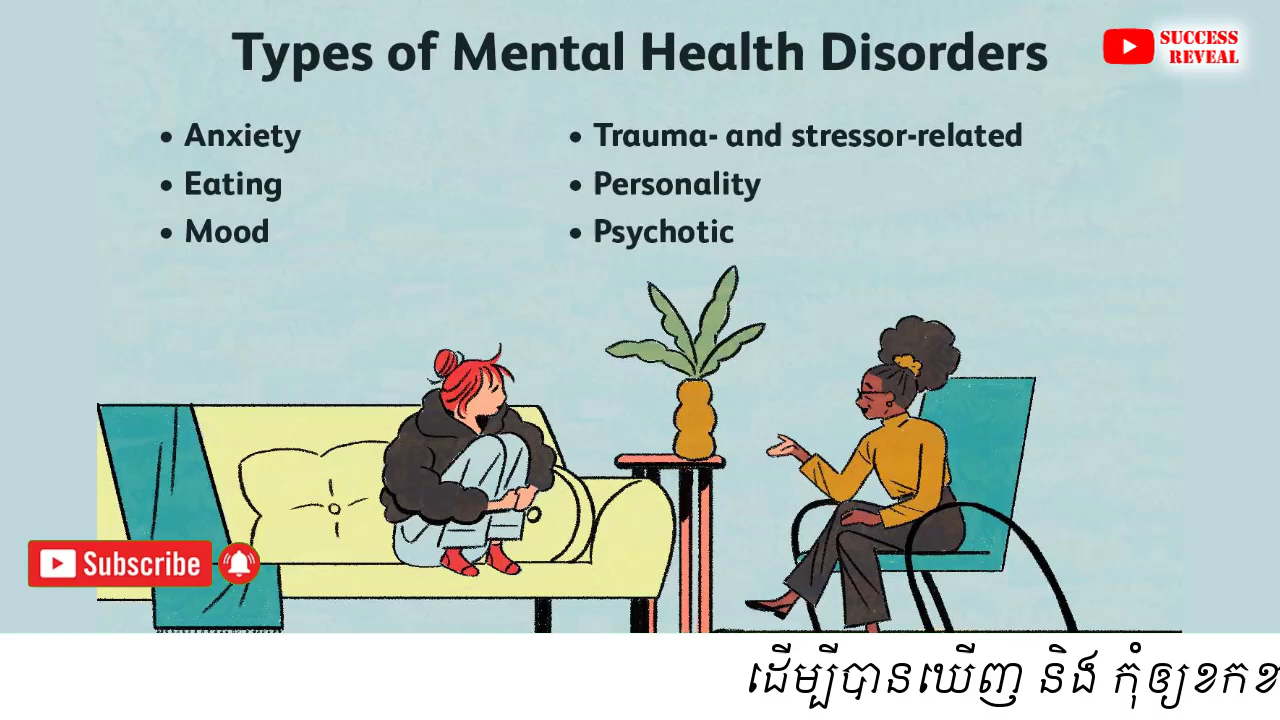 Types of Mental Health Disorders
SUCCESS
REVEAL
• Anxiety
• Eating
• Mood
• Trauma- and stressor-related
• Personality
• Psychotic
Subscribe
ដើម្បីបានឃើញ និង កុំឲ្យខកខ